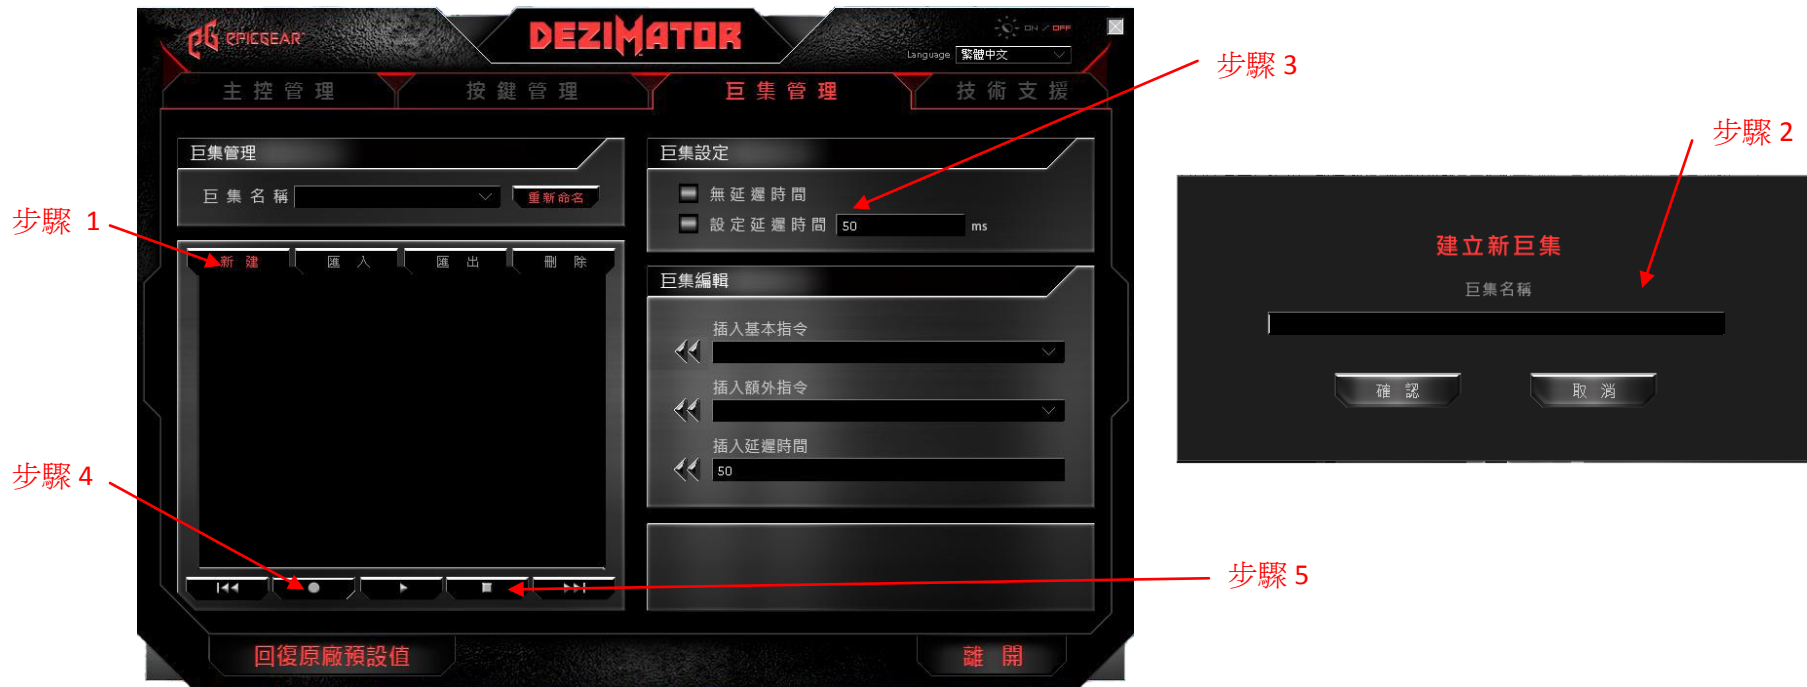 EPICGEAR
DEZIMATOR
ON / OFF
Language 繁體中文
主控管理
按鍵管理
巨集管理
技術支援
步驟 3
步驟 2
巨集管理
巨集名稱
重新命名
步驟 1
新建
匯入
匯出
刪除
巨集設定
無延遲時間
設定延遲時間 50 ms
巨集編輯
插入基本指令
插入額外指令
插入延遲時間
50
建立新巨集
巨集名稱
確認
取消
步驟 4
步驟 5
回復原廠預設值
離開